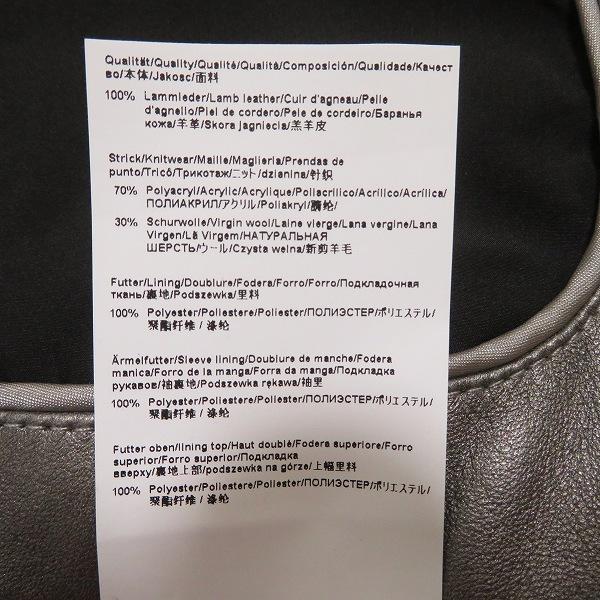 Qualität/Quality/Qualité/Qualità/Composición/Qualidade/Качест
во/本体/Jakosc/面料
100% Lammleder/Lamb leather/Cuir d'agneau/Pelle
d'agnello/Piel de cordero/Pele de cordeiro/Баранья
кожа/羊革/Skora jagniecia/羔羊皮
Strick/Knitwear/Maille/Maglieria/Prendas de
punto/Tricô/Трикотаж/ニット/dzianina/针织
70% Polyacryl/Acrylic/Acrylique/Poliacrilico/Acrílico/Acrílica/
ПОЛИАКРИЛ/アクリル/Poliakryl/腈纶/
30% Schurwolle/Virgin wool/Laine vierge/Lana vergine/Lana
Virgen/Lã Virgem/НАТУРАЛЬНАЯ
ШЕРСТЬ/ウール/Czysta welna/新剪羊毛
Futter/Lining/Doublure/Fodera/Forro/Forro/Подкладочная
ткань/裏地/Podszewka/里料
100% Polyester/Poliestere/Poliester/ПОЛИЭСТЕР/ポリエステル/
聚酯纤维 / 涤纶
Ärmelfutter/Sleeve lining/Doublure de manche/Fodera
manica/Forro de la manga/Forra da manga/Подкладка
рукавов/袖裏地/Podszewka rękawa/袖里
100% Polyester/Poliestere/Poliester/ПОЛИЭСТЕР/ポリエステル/
聚酯纤维 / 涤纶
Futter oben/lining top/Haut doublé/Fodera superiore/Forro
superior/Forro superior/Подкладка
вверху/裏地上部/podszewka na górze/上幅里料
100% Polyester/Poliestere/Poliester/ПОЛИЭСТЕР/ポリエステル/
聚酯纤维 / 涤纶